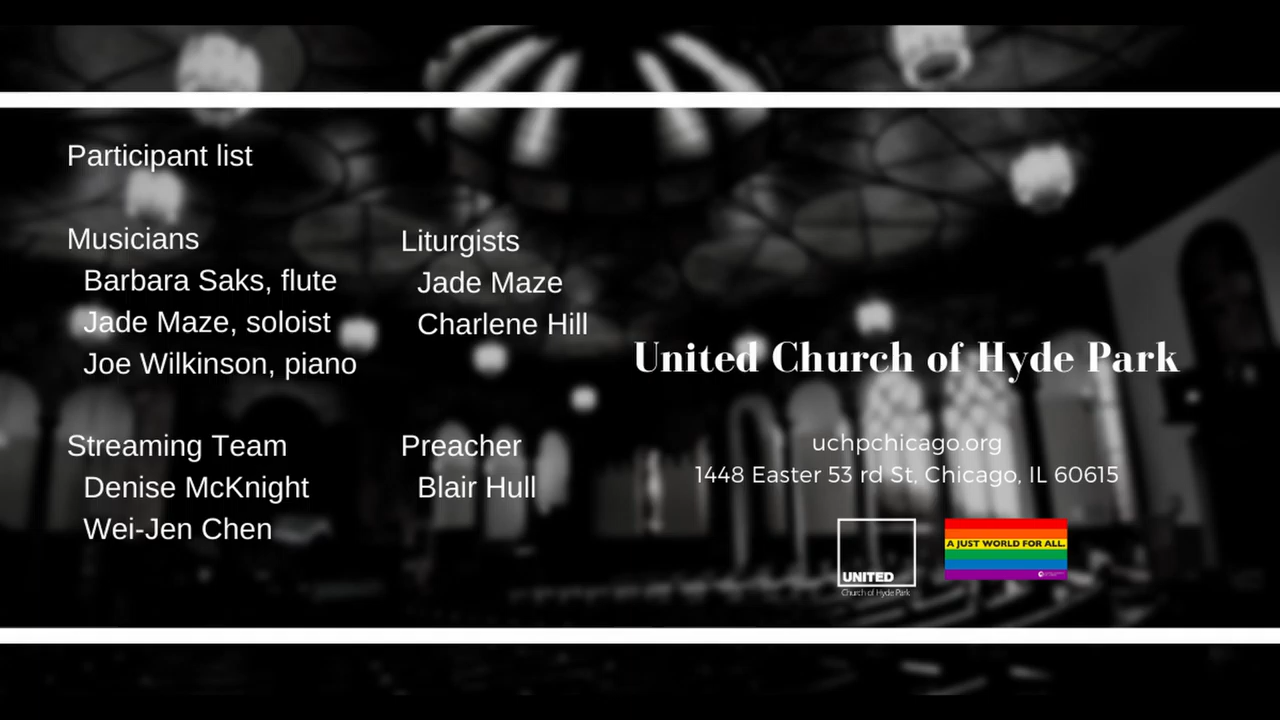 Participant list
Musicians
Barbara Saks, flute
Jade Maze, soloist
Joe Wilkinson, piano
Liturgists
Jade Maze
Charlene Hill
Streaming Team
Denise McKnight
Wei-Jen Chen
Preacher
Blair Hull
United Church of Hyde Park
uchpchicago.org
1448 Easter 53 rd St, Chicago, IL 60615
UNITED
Church of Hyde Park
A JUST WORLD FOR ALL.